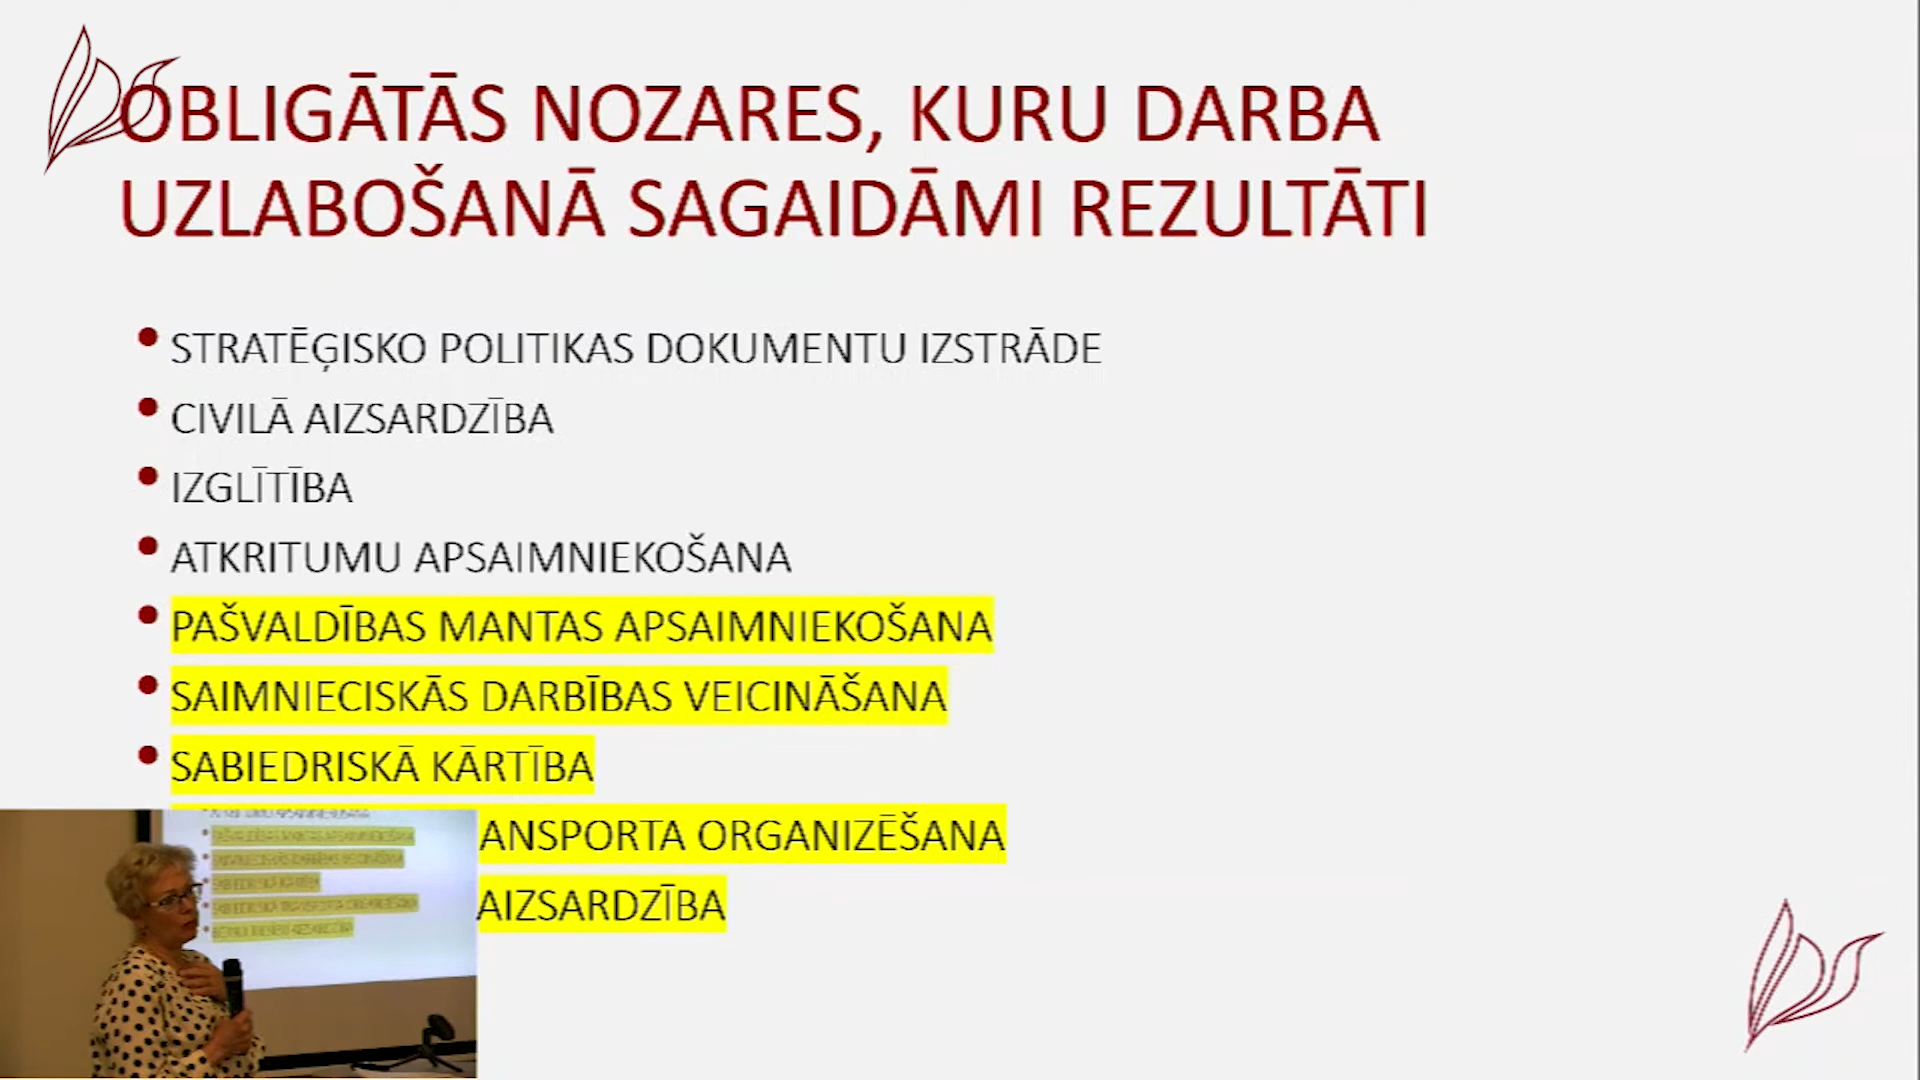 OBLIGĀTĀS NOZARES, KURU DARBA
UZLABOŠANĀ SAGAIDĀMI REZULTĀTI
STRATĒĢISKO POLITIKAS DOKUMENTU IZSTRĀDE
CIVILĀ AIZSARDZĪBA
IZGLĪTĪBA
ATKRITUMU APSAIMNIEKOŠANA
PAŠVALDĪBAS MANTAS APSAIMNIEKOŠANA
SAIMNIECISKĀS DARBĪBAS VEICINĀŠANA
SABIEDRISKĀ KĀRTĪBA
ANSPORTA ORGANIZĒŠANA
AIZSARDZĪBA